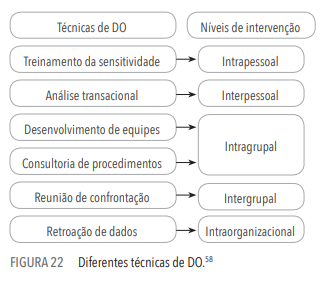 Técnicas de DO Níveis de intervenção
Treinamento da sensitividade Intrapessoal
Análise transacional Interpessoal
Desenvolvimento de equipes
Intragrupal
Consultoria de procedimentos
Reunião de confrontação Intergrupal
Retroação de dados Intraorganizacional
FIGURA 22 Diferentes técnicas de DO.58